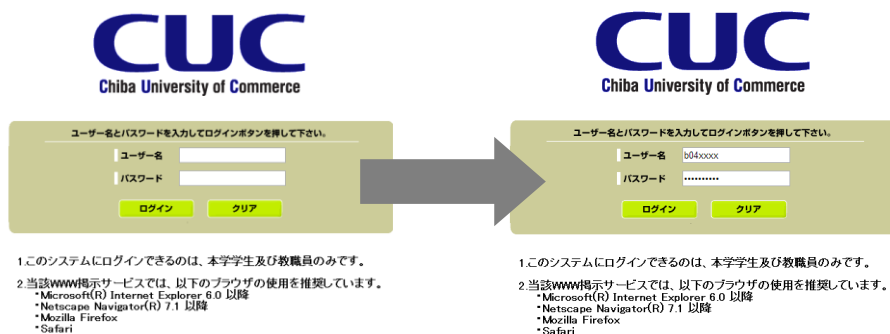 CUC
Chiba University of Commerce
ユーザー名とパスワードを入力してログインボタンを押して下さい。
ユーザー名
パスワード
ログイン クリア
1.このシステムにログインできるのは、本学学生及び教職員のみです。
2.当該WWW掲示サービスでは、以下のブラウザの使用を推奨しています。
・Microsoft(R) Internet Explorer 6.0 以降
・Netscape Navigator(R) 7.1 以降
・Mozilla Firefox
・Safari
CUC
Chiba University of Commerce
ユーザー名とパスワードを入力してログインボタンを押して下さい。
ユーザー名 b04xxxx
パスワード ••••••••••
ログイン クリア
1.このシステムにログインできるのは、本学学生及び教職員のみです。
2.当該WWW掲示サービスでは、以下のブラウザの使用を推奨しています。
・Microsoft(R) Internet Explorer 6.0 以降
・Netscape Navigator(R) 7.1 以降
・Mozilla Firefox
・Safari